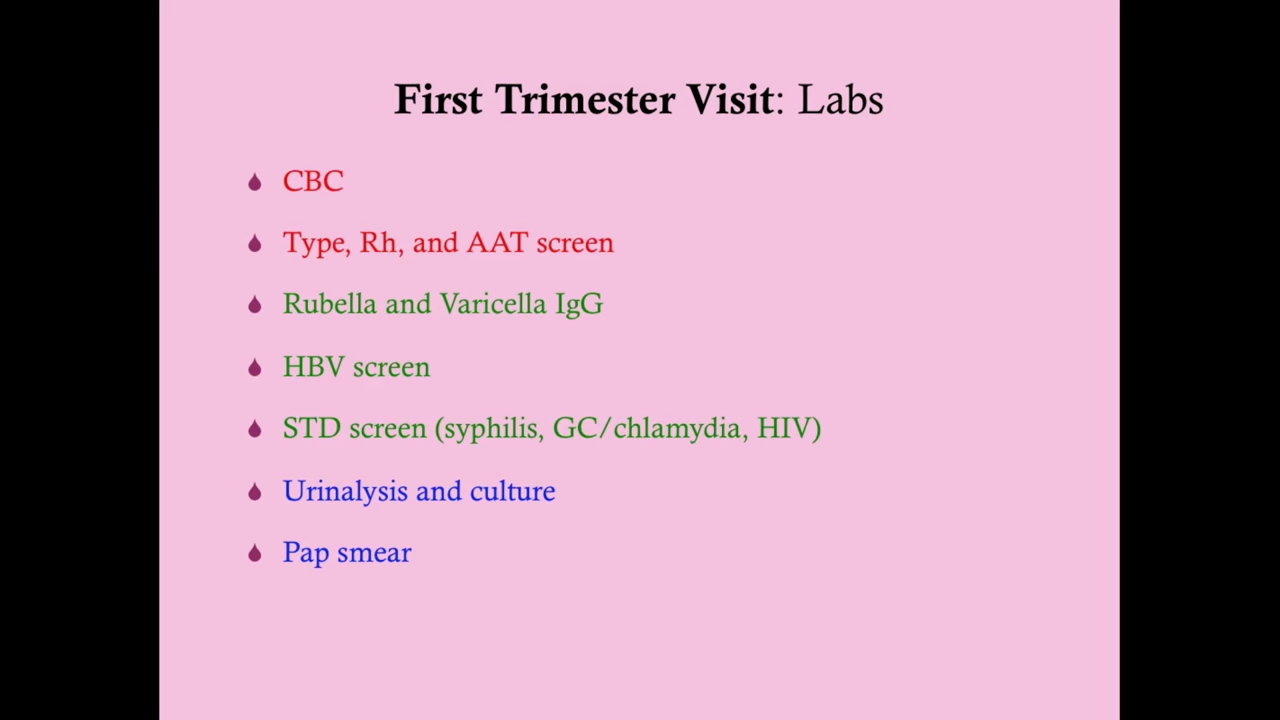 First Trimester Visit: Labs
CBC
Type, Rh, and AAT screen
Rubella and Varicella IgG
HBV screen
STD screen (syphilis, GC/chlamydia, HIV)
Urinalysis and culture
Pap smear